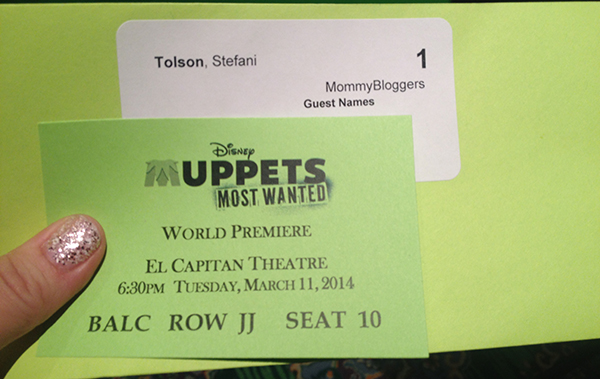 Tolson, Stefani 1
MommyBloggers
Guest Names
Disney
MUPPETS
MOST WANTED
WORLD PREMIERE
EL CAPITAN THEATRE
6:30PM TUESDAY, MARCH 11, 2014
BALC ROW JJ SEAT 10